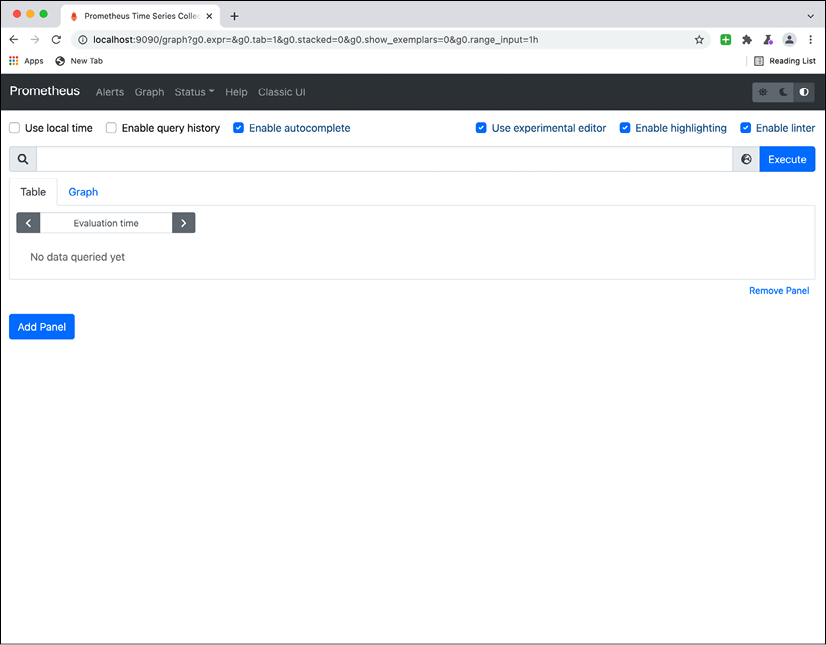 Prometheus Time Series Collec
localhost:9090/graph?g0.expr=&g0.tab=1&g0.stacked=0&g0.show_exemplars=0&g0.range_input=1h
Apps New Tab Reading List
Prometheus Alerts Graph Status Help Classic UI
Use local time Enable query history Enable autocomplete Use experimental editor Enable highlighting Enable linter
Execute
Table Graph
Evaluation time
No data queried yet
Remove Panel
Add Panel